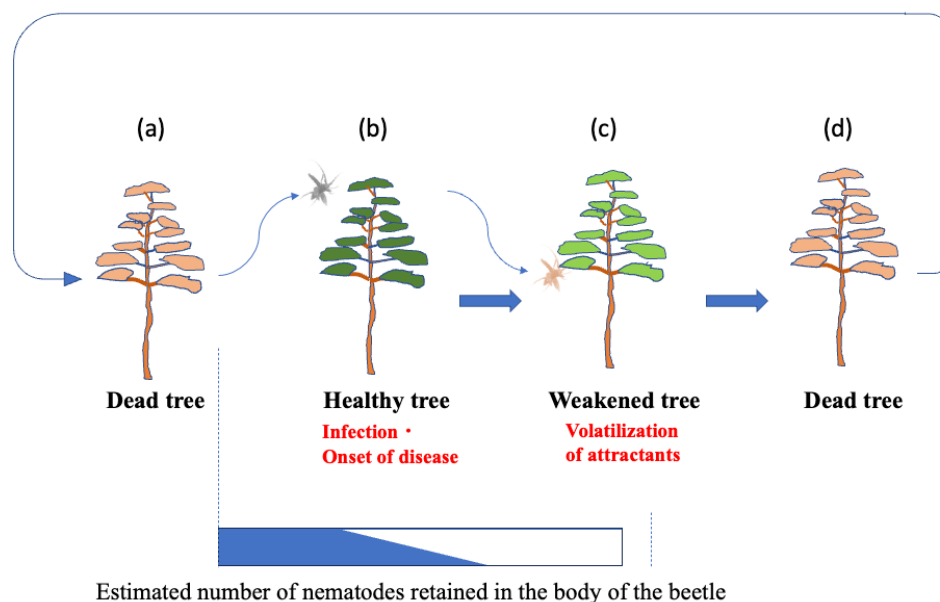 (a)
(b)
(c)
(d)
Dead tree
Healthy tree
Weakened tree
Dead tree
Infection・
Onset of disease
Volatilization
of attractants
Estimated number of nematodes retained in the body of the beetle